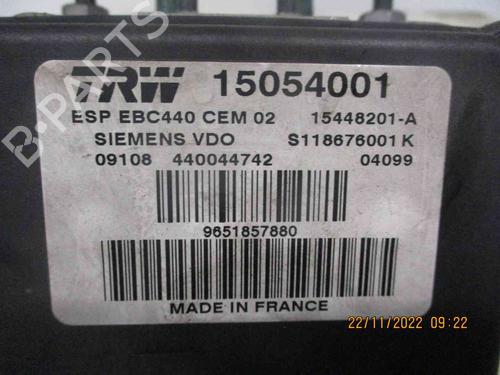 TRW 15054001
ESP EBC440 CEM 02 15448201-A
SIEMENS VDO S118676001K
09108 440044742 04099
9651857880
MADE IN FRANCE
22/11/2022 09:22
B-PARTS